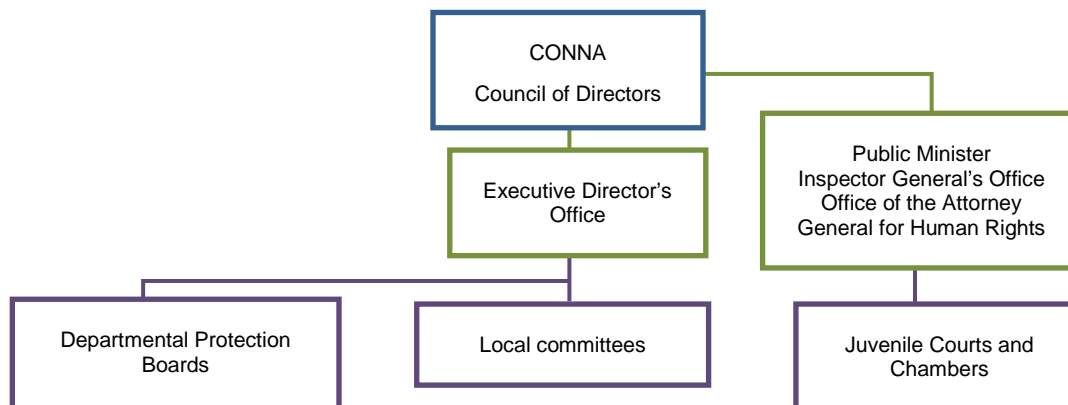 CONNA
Council of Directors
Executive Director's
Office
Public Minister
Inspector General's Office
Office of the Attorney
General for Human Rights
Departmental Protection
Boards
Local committees
Juvenile Courts and
Chambers